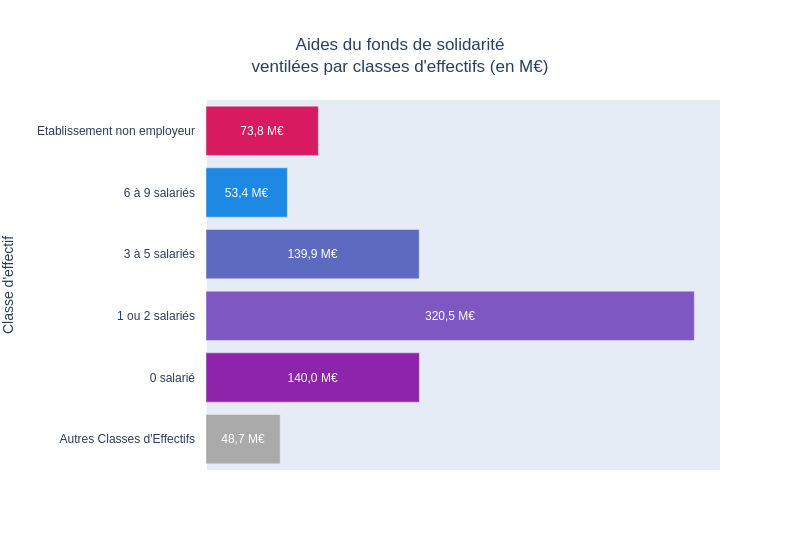 Aides du fonds de solidarité
ventilées par classes d'effectifs (en M€)
Classe d'effectif
Etablissement non employeur
73,8 M€
6 à 9 salariés
53,4 M€
3 à 5 salariés
139,9 M€
1 ou 2 salariés
320,5 M€
0 salarié
140,0 M€
Autres Classes d'Effectifs
48,7 M€